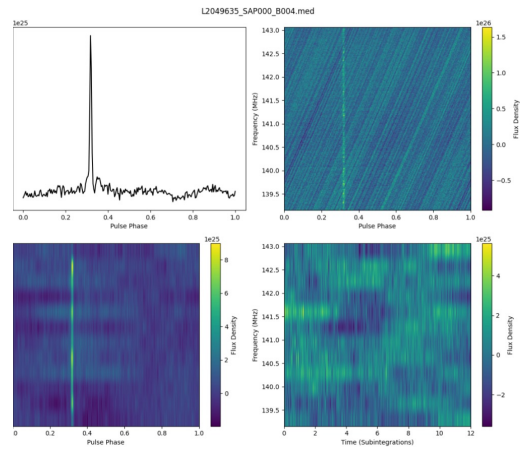 L2049635_SAP000_B004.med
1e25
0.0 0.2 0.4 0.6 0.8 1.0
Pulse Phase
1e26
143.0
142.5
142.0
141.5
141.0
140.5
140.0
139.5
Frequency (MHz)
0.0 0.2 0.4 0.6 0.8 1.0
Pulse Phase
1.5
1.0
0.5
0.0
−0.5
Flux Density
0.0 0.2 0.4 0.6 0.8 1.0
Pulse Phase
1e25
8
6
4
2
0
Flux Density
143.0
142.5
142.0
141.5
141.0
140.5
140.0
139.5
Frequency (MHz)
0 2 4 6 8 10 12
Time (Subintegrations)
1e25
4
2
0
−2
Flux Density